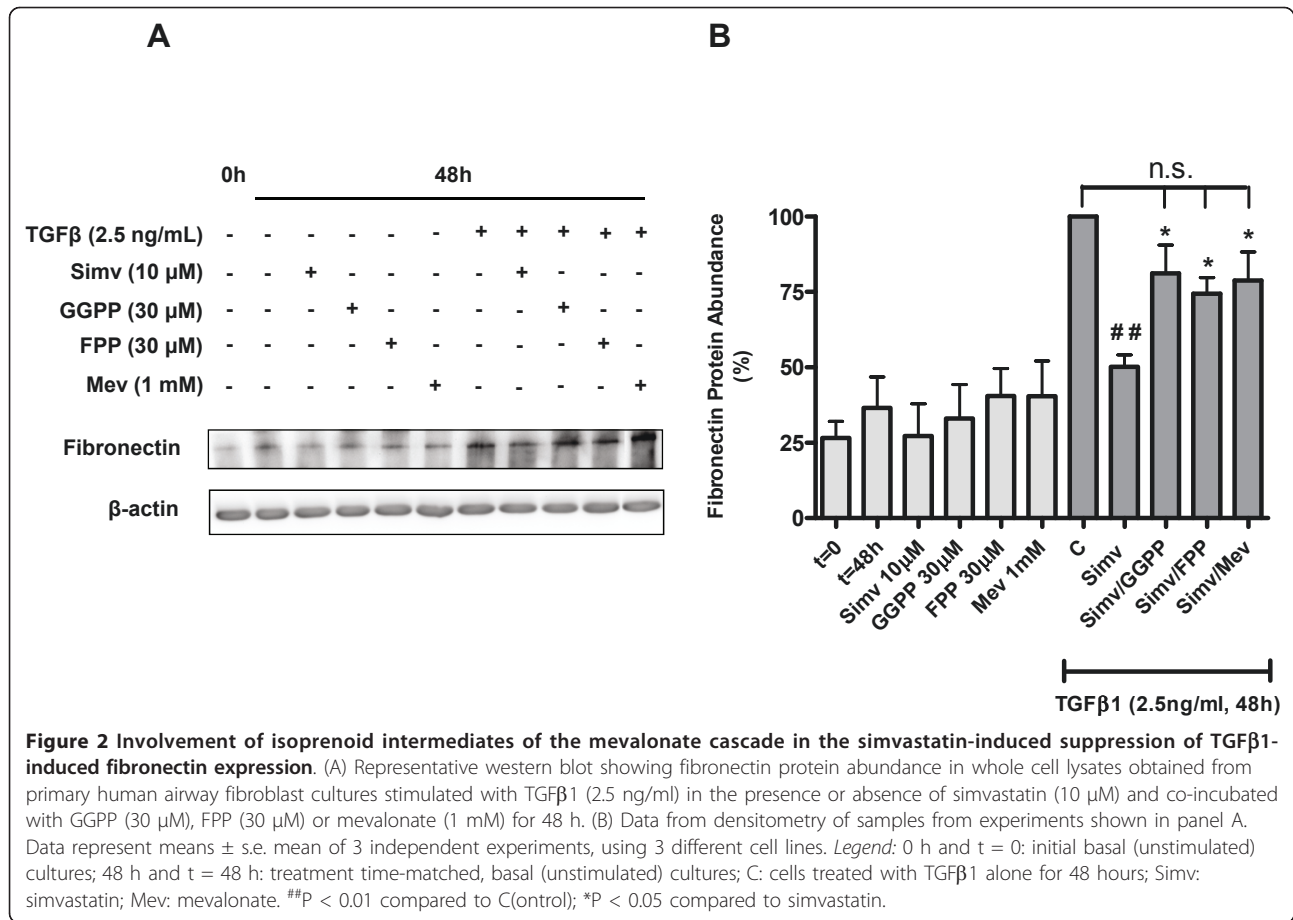 A
B
0h 48h
TGFβ (2.5 ng/mL) - - - - - - + + + + +
Simv (10 µM) - - + - - - - + - - -
GGPP (30 µM) - - - + - - - - + - -
FPP (30 µM) - - - - + - - - - + -
Mev (1 mM) - - - - - + - - - - +
Fibronectin
β-actin
n.s.
Fibronectin Protein Abundance
(%)
100
75
50
25
0
##
*
*
*
t=0
t=48h
Simv 10µM
GGPP 30µM
FPP 30µM
Mev 1mM
C
Simv
Simv/GGPP
Simv/FPP
Simv/Mev
TGFβ1 (2.5ng/ml, 48h)
Figure 2 Involvement of isoprenoid intermediates of the mevalonate cascade in the simvastatin-induced suppression of TGFβ1-
induced fibronectin expression. (A) Representative western blot showing fibronectin protein abundance in whole cell lysates obtained from
primary human airway fibroblast cultures stimulated with TGFβ1 (2.5 ng/ml) in the presence or absence of simvastatin (10 µM) and co-incubated
with GGPP (30 µM), FPP (30 µM) or mevalonate (1 mM) for 48 h. (B) Data from densitometry of samples from experiments shown in panel A.
Data represent means ± s.e. mean of 3 independent experiments, using 3 different cell lines. Legend: 0 h and t = 0: initial basal (unstimulated)
cultures; 48 h and t = 48 h: treatment time-matched, basal (unstimulated) cultures; C: cells treated with TGFβ1 alone for 48 hours; Simv:
simvastatin; Mev: mevalonate. ##P < 0.01 compared to C(ontrol); *P < 0.05 compared to simvastatin.